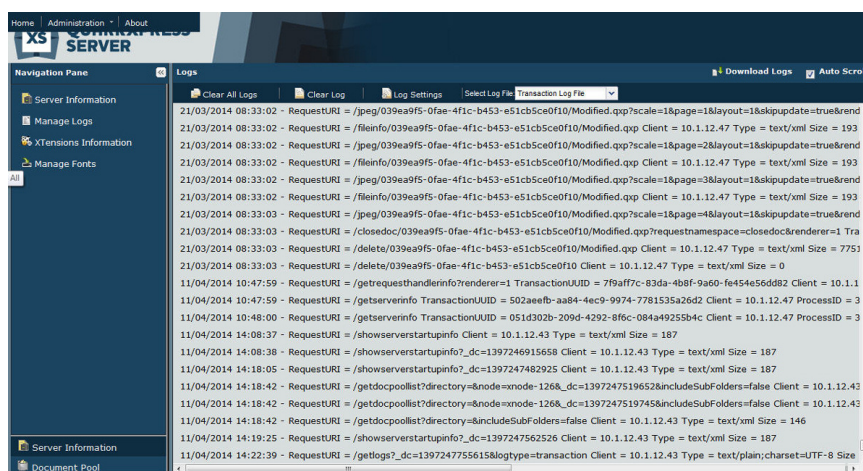 Home Administration About
XS QUARKXPRESS
SERVER
Navigation Pane
Server Information
Manage Logs
XTensions Information
Manage Fonts
All
Server Information
Document Pool
Logs Download Logs Auto Scro
Clear All Logs Clear Log Log Settings Select Log File: Transaction Log File
21/03/2014 08:33:02 - RequestURI = /jpeg/039ea9f5-0fae-4f1c-b453-e51cb5ce0f10/Modified.qxp?scale=1&page=1&layout=1&skipupdate=true&rend
21/03/2014 08:33:02 - RequestURI = /fileinfo/039ea9f5-0fae-4f1c-b453-e51cb5ce0f10/Modified.qxp Client = 10.1.12.47 Type = text/xml Size = 193
21/03/2014 08:33:02 - RequestURI = /jpeg/039ea9f5-0fae-4f1c-b453-e51cb5ce0f10/Modified.qxp?scale=1&page=2&layout=1&skipupdate=true&rend
21/03/2014 08:33:02 - RequestURI = /fileinfo/039ea9f5-0fae-4f1c-b453-e51cb5ce0f10/Modified.qxp Client = 10.1.12.47 Type = text/xml Size = 193
21/03/2014 08:33:02 - RequestURI = /jpeg/039ea9f5-0fae-4f1c-b453-e51cb5ce0f10/Modified.qxp?scale=1&page=3&layout=1&skipupdate=true&rend
21/03/2014 08:33:02 - RequestURI = /fileinfo/039ea9f5-0fae-4f1c-b453-e51cb5ce0f10/Modified.qxp Client = 10.1.12.47 Type = text/xml Size = 193
21/03/2014 08:33:03 - RequestURI = /jpeg/039ea9f5-0fae-4f1c-b453-e51cb5ce0f10/Modified.qxp?scale=1&page=4&layout=1&skipupdate=true&rend
21/03/2014 08:33:03 - RequestURI = /closedoc/039ea9f5-0fae-4f1c-b453-e51cb5ce0f10/Modified.qxp?requestnamespace=closedoc&renderer=1 Tra
21/03/2014 08:33:03 - RequestURI = /delete/039ea9f5-0fae-4f1c-b453-e51cb5ce0f10/Modified.qxp Client = 10.1.12.47 Type = text/xml Size = 7751
21/03/2014 08:33:03 - RequestURI = /delete/039ea9f5-0fae-4f1c-b453-e51cb5ce0f10 Client = 10.1.12.47 Type = text/xml Size = 0
11/04/2014 10:47:59 - RequestURI = /getrequesthandlerinfo?renderer=1 TransactionUUID = 7f9aff7c-83da-4b8f-9a60-fe454e56dd82 Client = 10.1.1
11/04/2014 10:47:59 - RequestURI = /getserverinfo TransactionUUID = 502aeefb-aa84-4ec9-9974-7781535a26d2 Client = 10.1.12.47 ProcessID = 3
11/04/2014 10:48:00 - RequestURI = /getserverinfo TransactionUUID = 051d302b-209d-4292-8f6c-084a49255b4c Client = 10.1.12.47 ProcessID = 3
11/04/2014 14:08:37 - RequestURI = /showserverstartupinfo Client = 10.1.12.43 Type = text/xml Size = 187
11/04/2014 14:08:38 - RequestURI = /showserverstartupinfo?_dc=1397246915658 Client = 10.1.12.43 Type = text/xml Size = 187
11/04/2014 14:18:05 - RequestURI = /showserverstartupinfo?_dc=1397247482925 Client = 10.1.12.43 Type = text/xml Size = 187
11/04/2014 14:18:42 - RequestURI = /getdocpoollist?directory=&node=xnode-126&_dc=1397247519652&includeSubFolders=false Client = 10.1.12.43
11/04/2014 14:18:42 - RequestURI = /getdocpoollist?directory=&node=xnode-126&_dc=1397247519745&includeSubFolders=false Client = 10.1.12.43
11/04/2014 14:18:42 - RequestURI = /getdocpoollist?directory=&includeSubFolders=false Client = 10.1.12.43 Type = text/xml Size = 146
11/04/2014 14:19:25 - RequestURI = /showserverstartupinfo?_dc=1397247562526 Client = 10.1.12.43 Type = text/xml Size = 187
11/04/2014 14:22:39 - RequestURI = /getlogs?_dc=1397247755615&logtype=transaction Client = 10.1.12.43 Type = text/plain;charset=UTF-8 Size